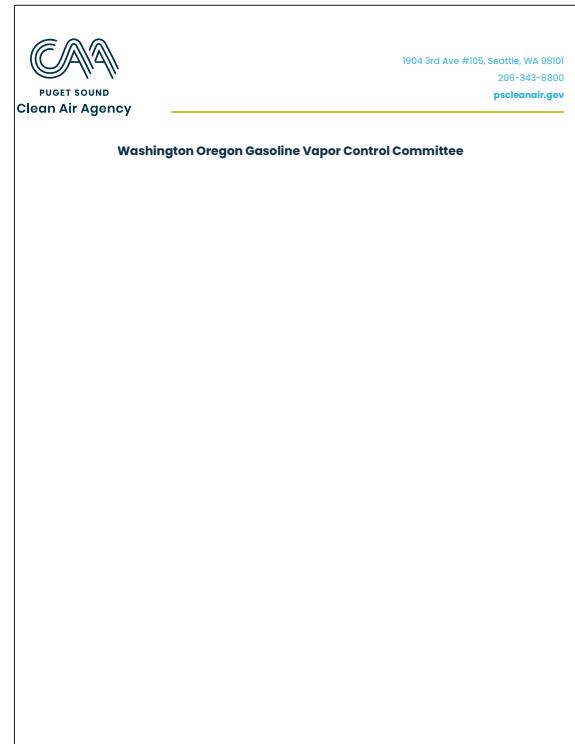 CAA
PUGET SOUND
Clean Air Agency
1904 3rd Ave #105, Seattle, WA 98101
206-343-8800
pscleanair.gov
Washington Oregon Gasoline Vapor Control Committee